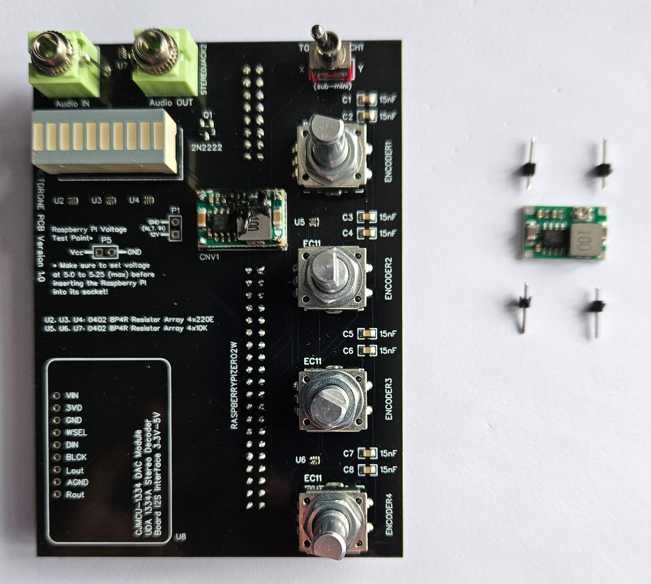 TO
GHT
X
Y
(sub-mini)
U7
STEREOJACK2
Audio IN
Audio OUT
Q1
2N2222
C1 15nF
C2 15nF
ENCODER1
U2
U3
U4
TDRONE PCB Version 1.0
P1
GND
(ALT. IN)
12V
Raspberry Pi Voltage
Test Point*
P5
Vcc
GND
* Make sure to set voltage
at 5.0 to 5.25 (max) before
inserting the Raspberry Pi
into its socket!
CNV1
U5
C3 15nF
C4 15nF
EC11
ENCODER2
U2, U3, U4: 0402 8P4R Resistor Array 4x220E
U5, U6, U7: 0402 8P4R Resistor Array 4x10K
RASPBERRYPIZERO2W
C5 15nF
C6 15nF
EC11
ENCODER3
VIN
3VD
GND
WSEL
DIN
BLCK
Lout
AGND
Rout
CJMCU-1334 DAC Module
UDA 1334A Stereo Decoder
Board I2S Interface 3.3V-5V
U8
U6
C7 15nF
C8 15nF
EC11
ENCODER4